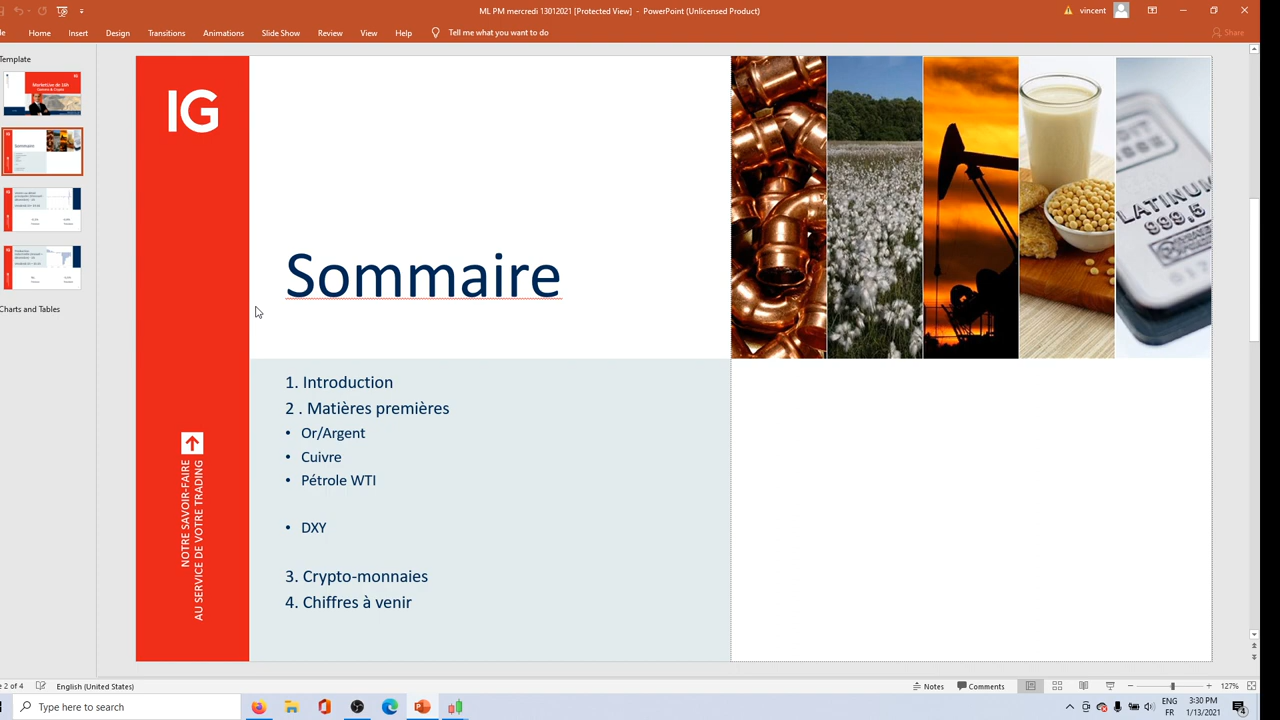 ML PM mercredi 13012021 [Protected View] - PowerPoint (Unlicensed Product)
vincent
Home Insert Design Transitions Animations Slide Show Review View Help Tell me what you want to do
Share
Template
Sommaire
Charts and Tables
IG
NOTRE SAVOIR-FAIRE
AU SERVICE DE VOTRE TRADING
Sommaire
1. Introduction
2 . Matières premières
• Or/Argent
• Cuivre
• Pétrole WTI
• DXY
3. Crypto-monnaies
4. Chiffres à venir
999.5
2 of 4
English (United States)
Notes
Comments
127%
Type here to search
ENG
FR
3:30 PM
1/13/2021
4